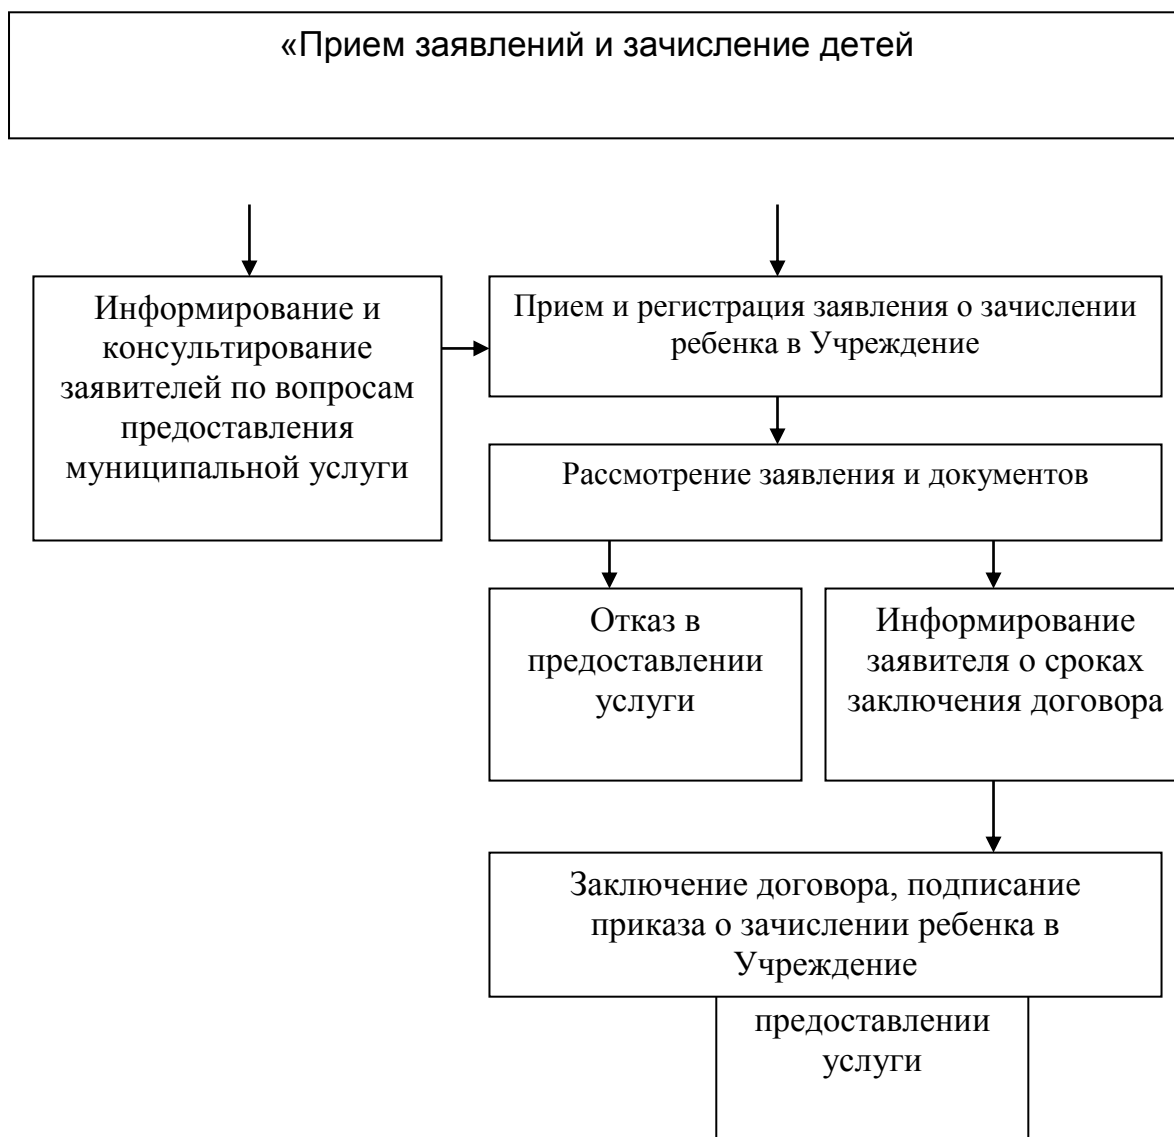 «Прием заявлений и зачисление детей
Информирование и
консультирование
заявителей по вопросам
предоставления
муниципальной услуги
Прием и регистрация заявления о зачислении
ребенка в Учреждение
Рассмотрение заявления и документов
Отказ в
предоставлении
услуги
Информирование
заявителя о сроках
заключения договора
Заключение договора, подписание
приказа о зачислении ребенка в
Учреждение
предоставлении
услуги